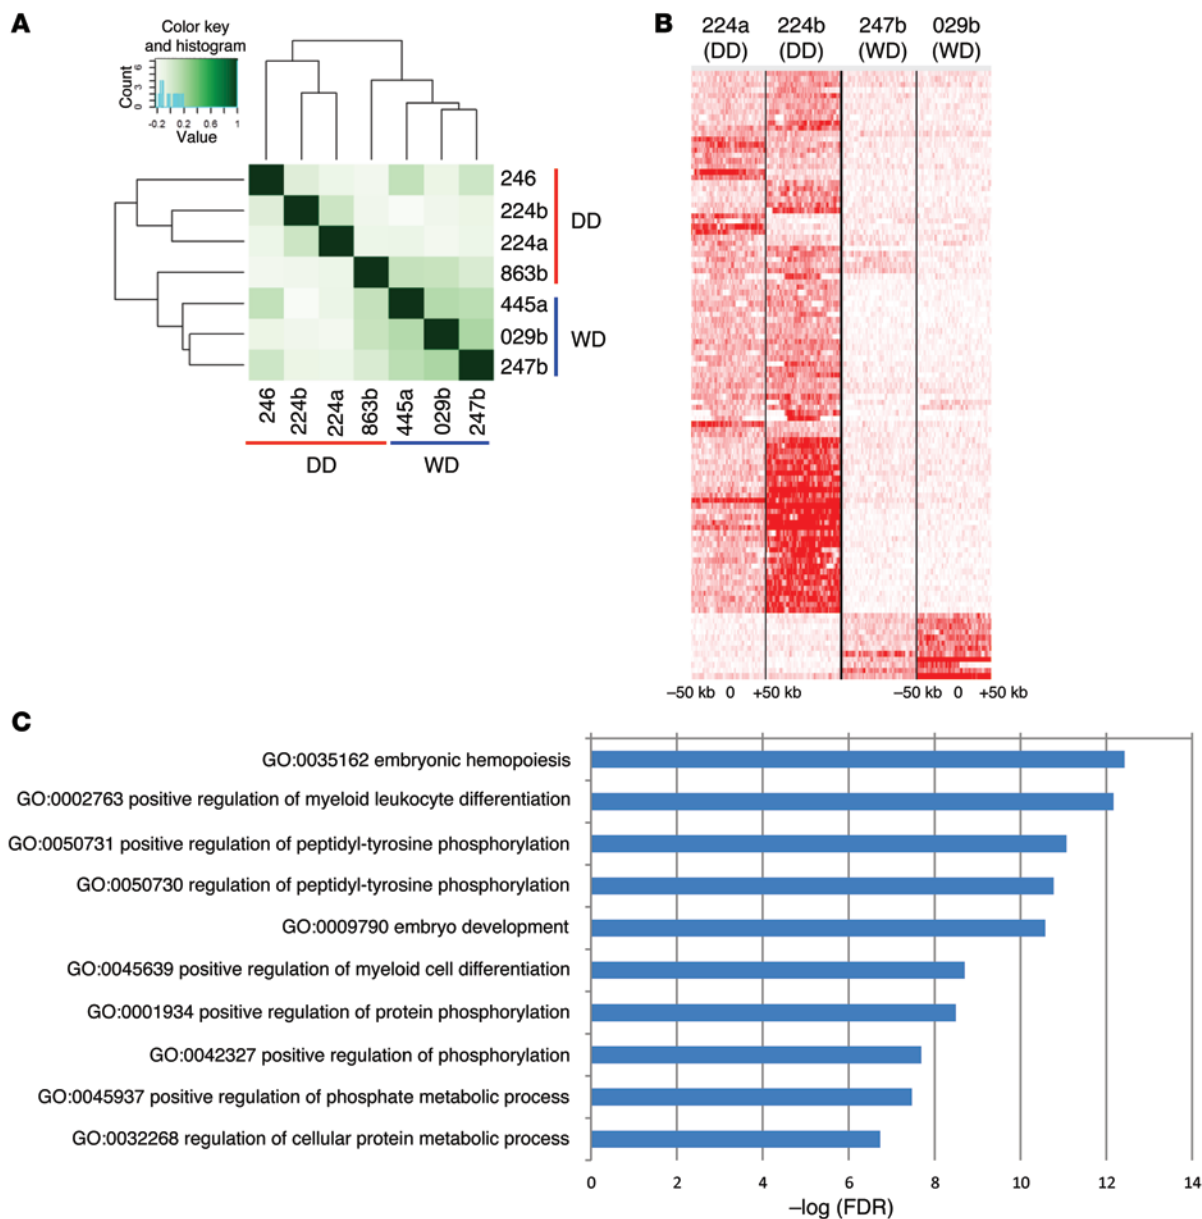 A
Color key
and histogram
Count
0 3 6
-0.2 0.2 0.6 1
Value
246
224b
224a
863b
445a
029b
247b
DD
WD
246 224b 224a 863b 445a 029b 247b
DD WD
B
224a 224b 247b 029b
(DD) (DD) (WD) (WD)
–50 kb 0 +50 kb –50 kb 0 +50 kb
C
GO:0035162 embryonic hemopoiesis
GO:0002763 positive regulation of myeloid leukocyte differentiation
GO:0050731 positive regulation of peptidyl-tyrosine phosphorylation
GO:0050730 regulation of peptidyl-tyrosine phosphorylation
GO:0009790 embryo development
GO:0045639 positive regulation of myeloid cell differentiation
GO:0001934 positive regulation of protein phosphorylation
GO:0042327 positive regulation of phosphorylation
GO:0045937 positive regulation of phosphate metabolic process
GO:0032268 regulation of cellular protein metabolic process
0 2 4 6 8 10 12 14
–log (FDR)